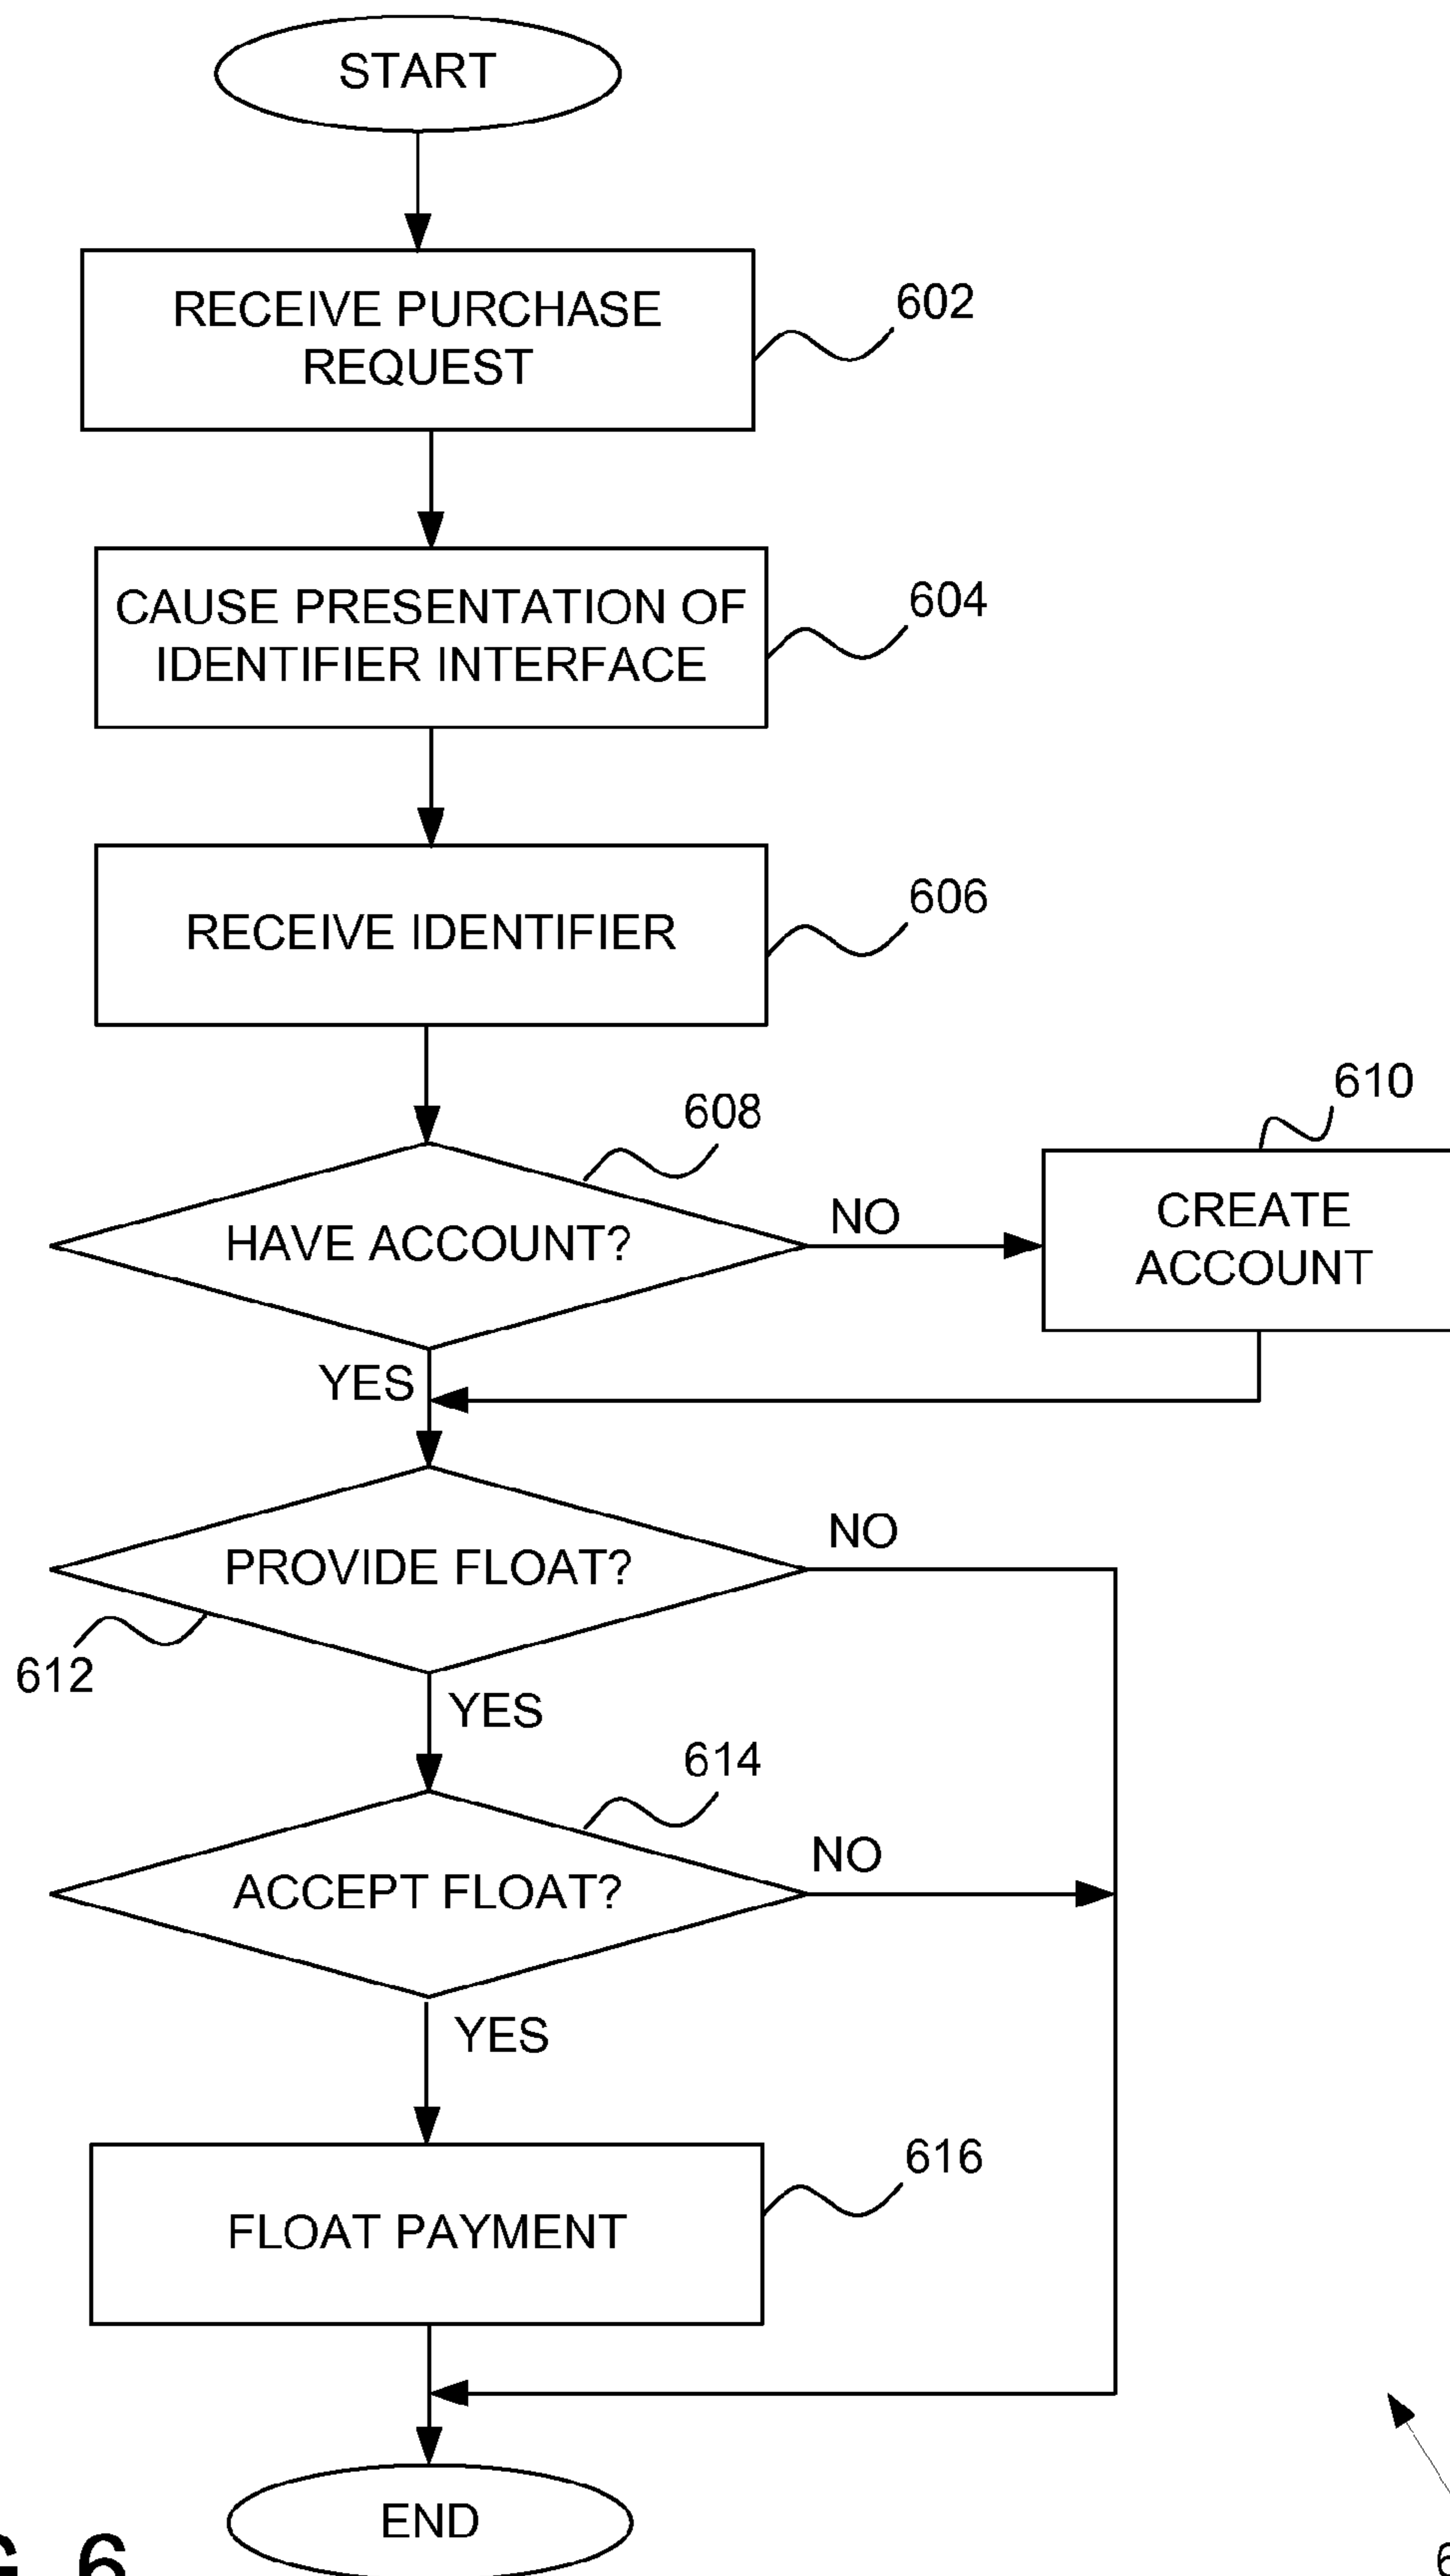 START
RECEIVE PURCHASE
REQUEST
602
CAUSE PRESENTATION OF
IDENTIFIER INTERFACE
604
RECEIVE IDENTIFIER
606
608
610
HAVE ACCOUNT?
NO
CREATE
ACCOUNT
YES
PROVIDE FLOAT?
NO
612
YES
614
ACCEPT FLOAT?
NO
YES
616
FLOAT PAYMENT
END
6